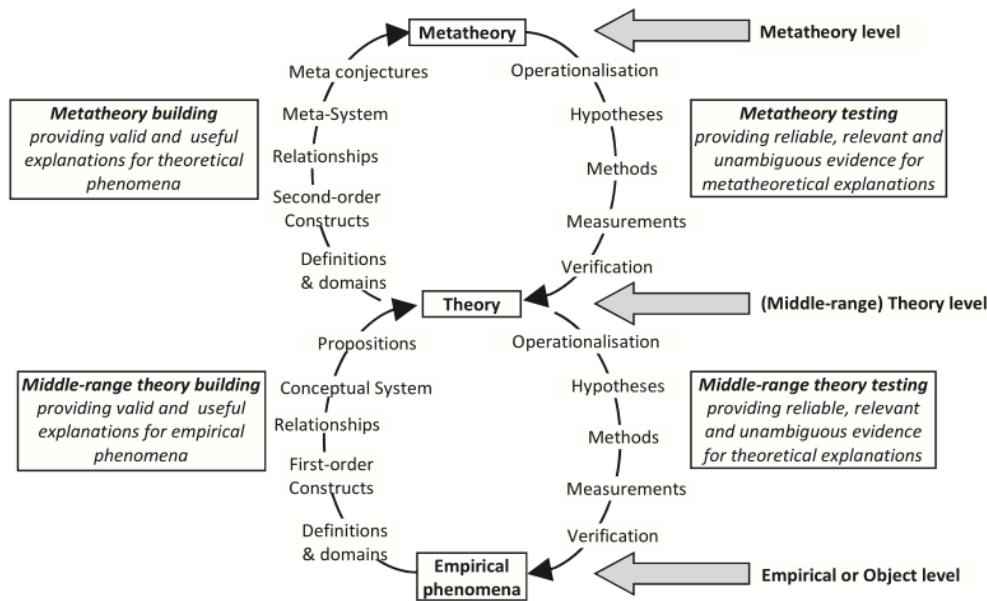 Metatheory
Metatheory level
Meta conjectures
Operationalisation
Metatheory building
providing valid and useful
explanations for theoretical
phenomena
Meta-System
Hypotheses
Metatheory testing
providing reliable, relevant and
unambiguous evidence for
metatheoretical explanations
Relationships
Methods
Second-order
Constructs
Measurements
Definitions
& domains
Verification
Theory
(Middle-range) Theory level
Propositions
Operationalisation
Middle-range theory building
providing valid and useful
explanations for empirical
phenomena
Conceptual System
Hypotheses
Middle-range theory testing
providing reliable, relevant
and unambiguous evidence
for theoretical explanations
Relationships
Methods
First-order
Constructs
Measurements
Definitions
& domains
Verification
Empirical
phenomena
Empirical or Object level